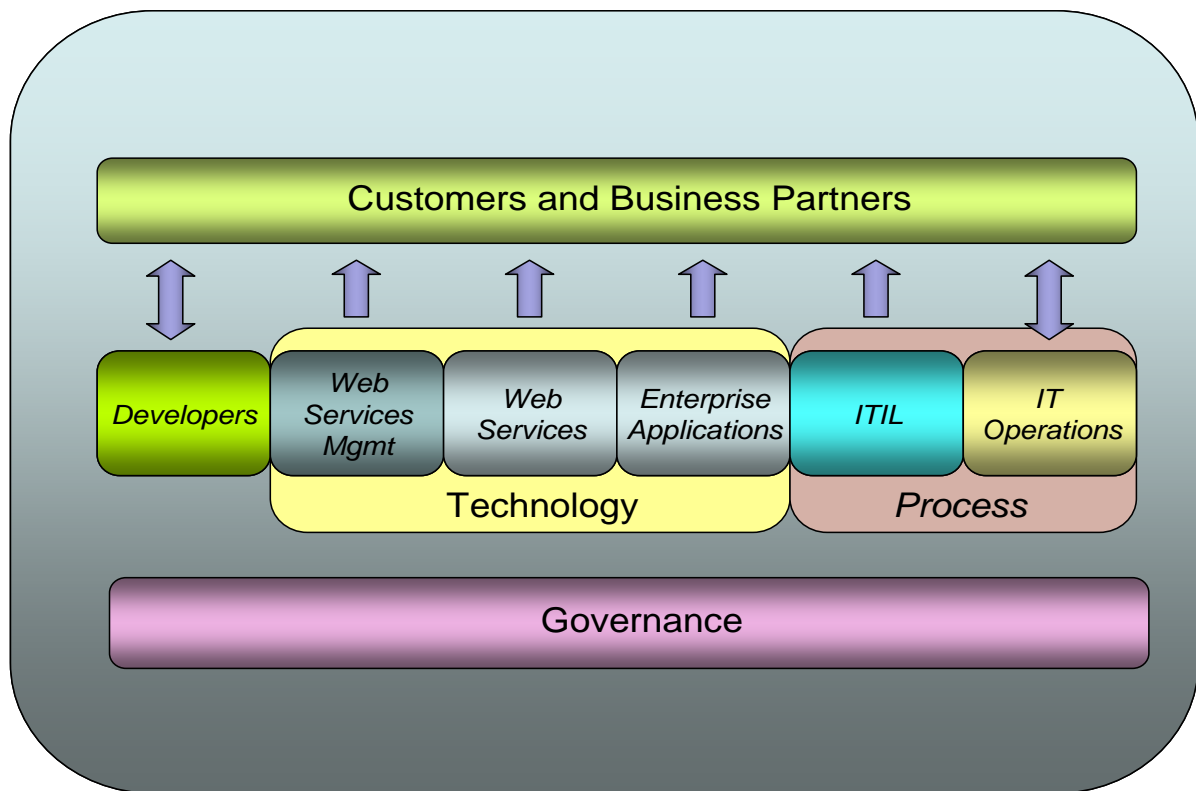 Customers and Business Partners
Developers
Web
Services
Mgmt
Web
Services
Enterprise
Applications
ITIL
IT
Operations
Technology
Process
Governance